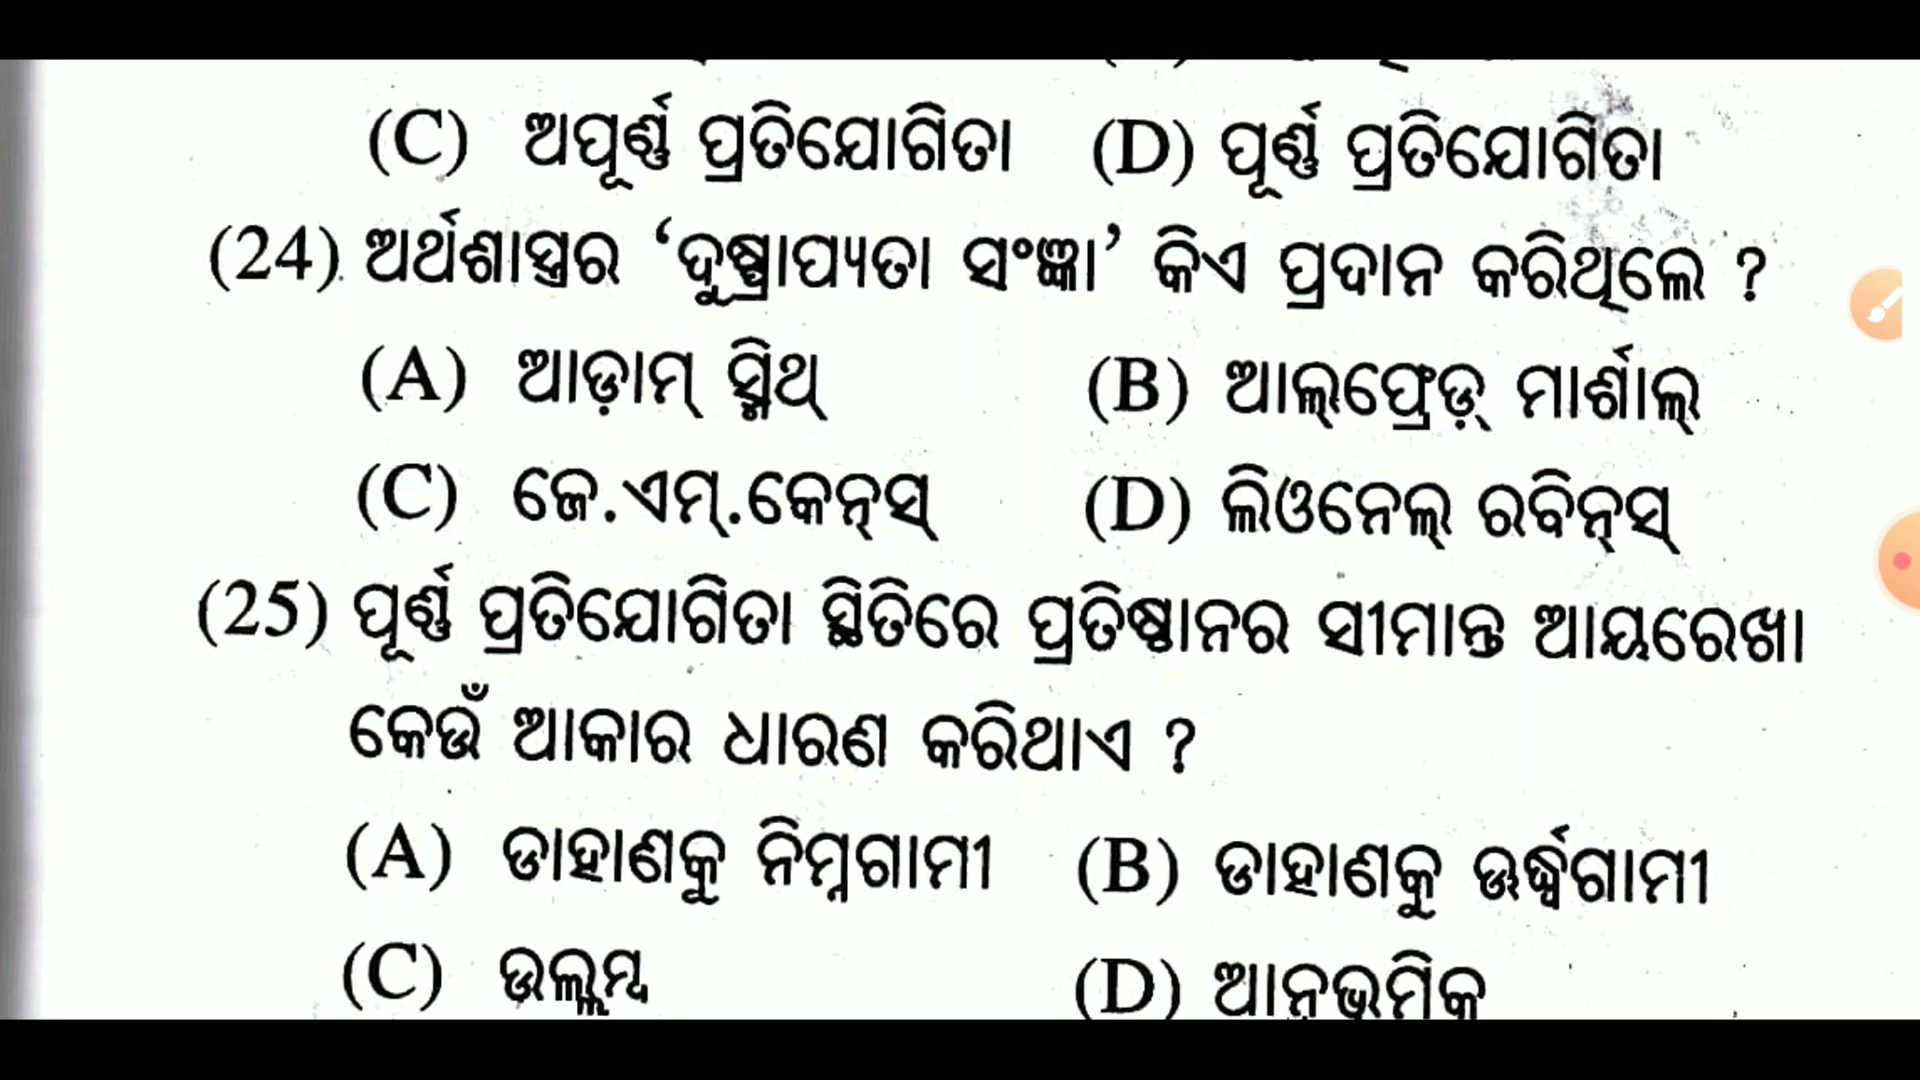 (C) ଅପୂର୍ଣ୍ଣ ପ୍ରତିଯୋଗିତା (D) ପୂର୍ଣ୍ଣ ପ୍ରତିଯୋଗିତା
(24) ଅର୍ଥଶାସ୍ତ୍ରର ‘ଦୁଷ୍ପ୍ରାପ୍ୟତା ସଂଜ୍ଞା’ କିଏ ପ୍ରଦାନ କରିଥିଲେ ?
(A) ଆଡ଼ାମ୍ ସ୍ମିଥ୍ (B) ଆଲ୍‌ଫ୍ରେଡ଼୍ ମାର୍ଶାଲ୍
(C) ଜେ.ଏମ୍.କେନ୍‌ସ୍ (D) ଲିଓନେଲ୍ ରବିନ୍‌ସ୍
(25) ପୂର୍ଣ୍ଣ ପ୍ରତିଯୋଗିତା ସ୍ଥିତିରେ ପ୍ରତିଷ୍ଠାନର ସୀମାନ୍ତ ଆୟରେଖା
କେଉଁ ଆକାର ଧାରଣ କରିଥାଏ ?
(A) ଡାହାଣକୁ ନିମ୍ନଗାମୀ (B) ଡାହାଣକୁ ଊର୍ଦ୍ଧ୍ଵଗାମୀ
(C) ଉଲ୍ଲମ୍ବ (D) ଆନୁଭୂମିକ